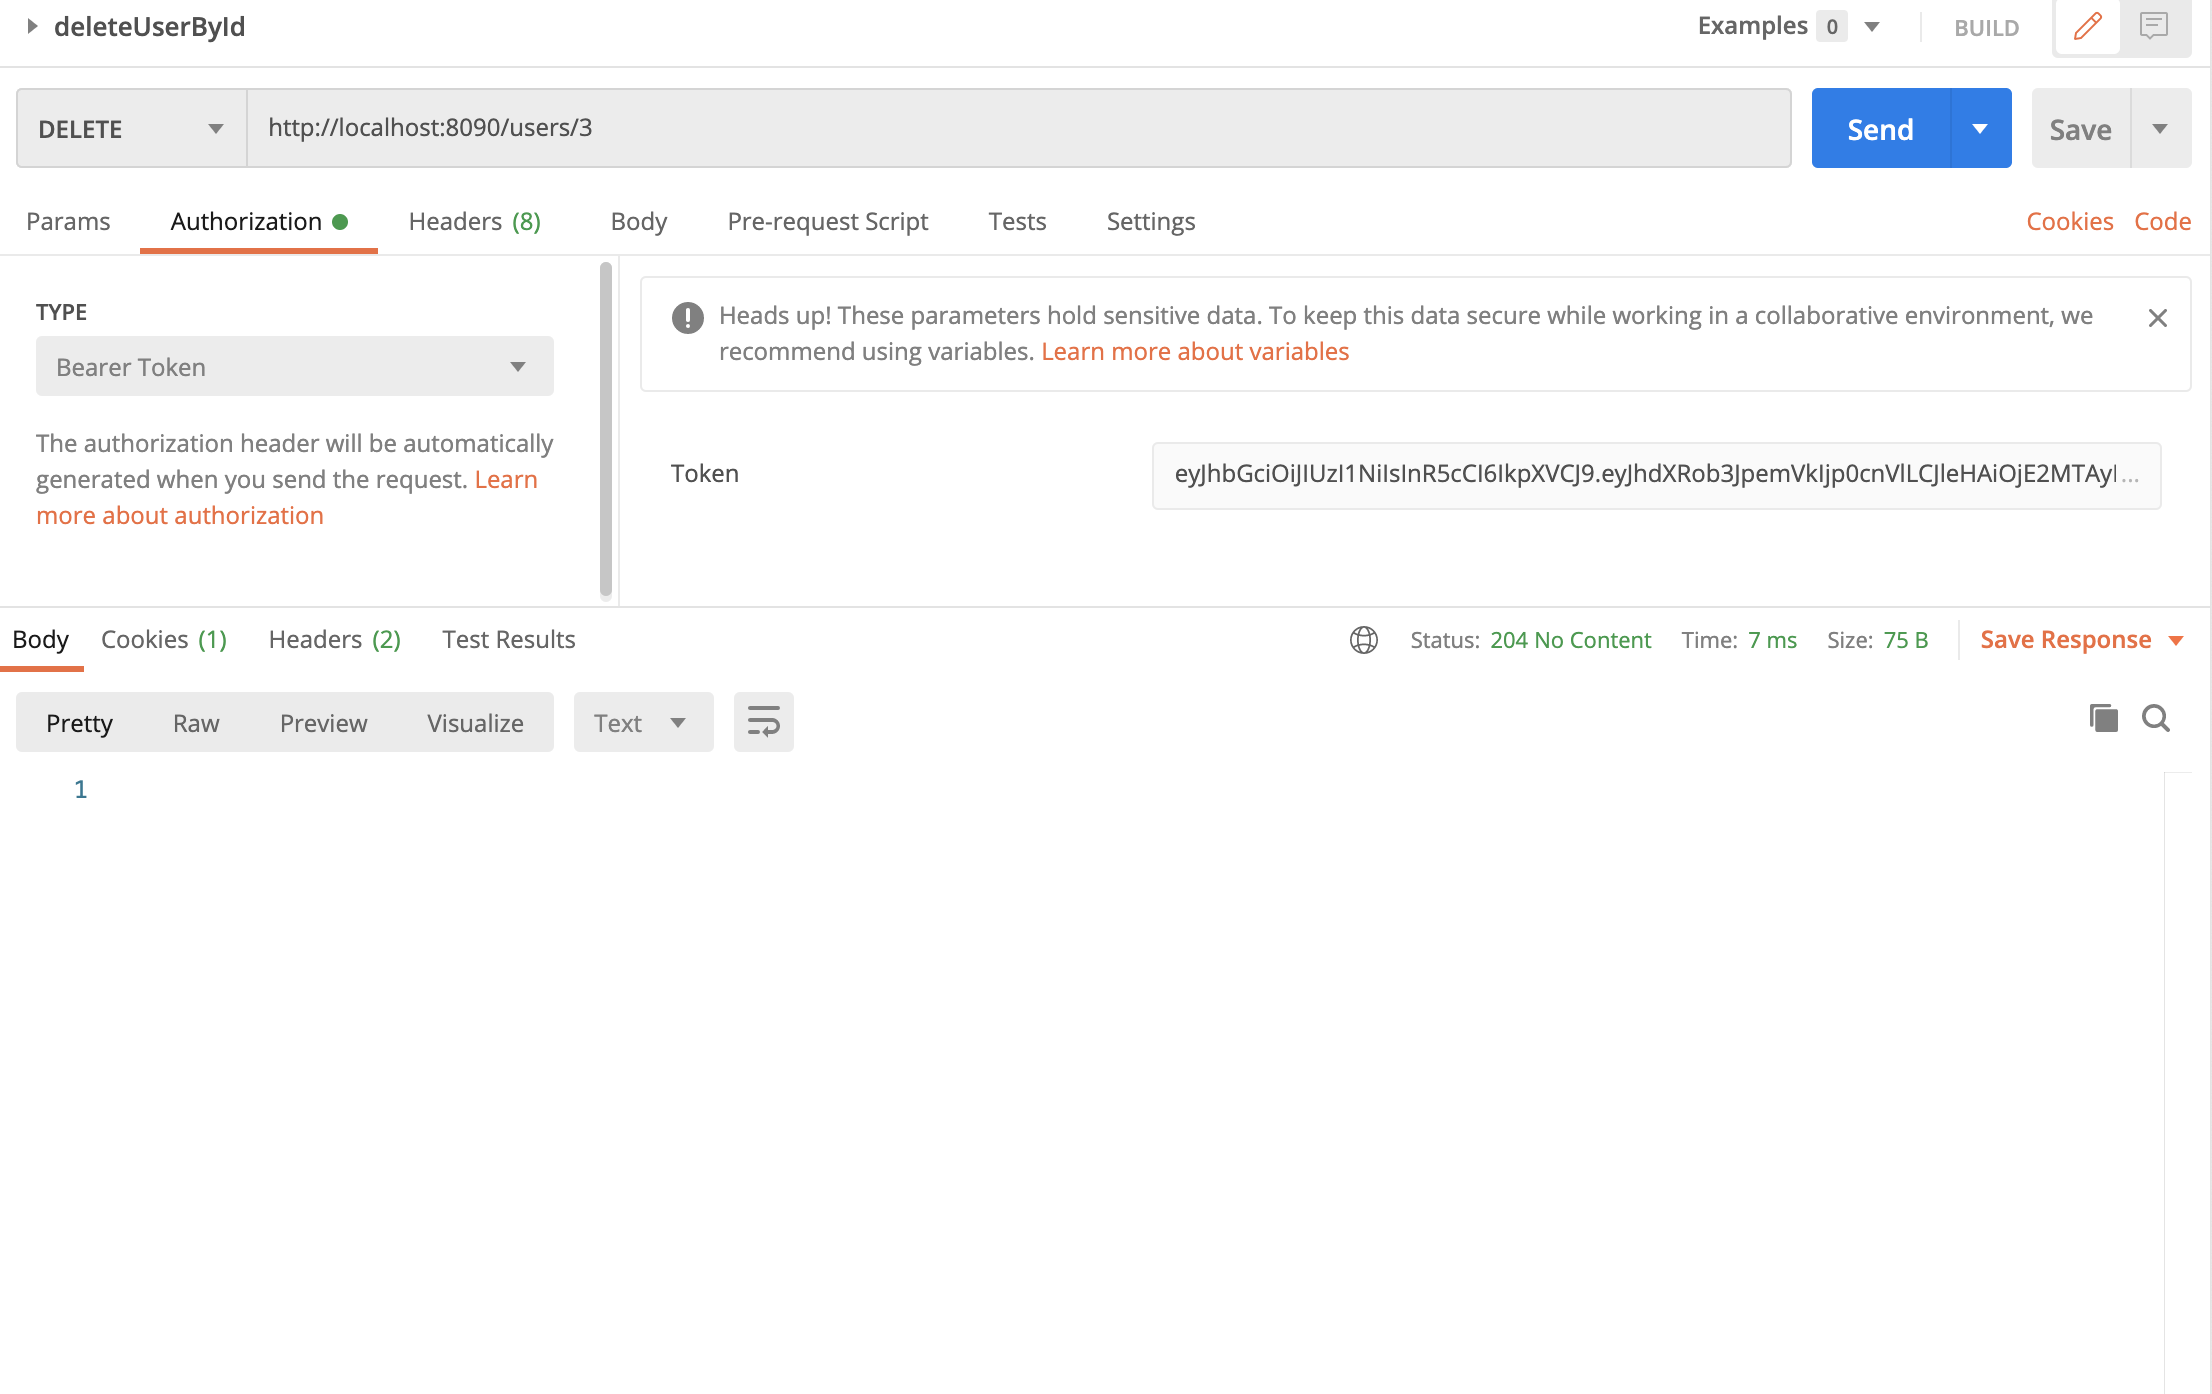 deleteUserById
Examples 0
BUILD
DELETE
http://localhost:8090/users/3
Send
Save
Params
Authorization
Headers (8)
Body
Pre-request Script
Tests
Settings
Cookies
Code
TYPE
Bearer Token
The authorization header will be automatically
generated when you send the request. Learn
more about authorization
Heads up! These parameters hold sensitive data. To keep this data secure while working in a collaborative environment, we
recommend using variables. Learn more about variables
Token
eyJhbGciOiJIUzI1NiIsInR5cCI6IkpXVCJ9.eyJhdXRob3JpemVkIjp0cnVlLCJleHAiOjE2MTAyI...
Body
Cookies (1)
Headers (2)
Test Results
Status: 204 No Content
Time: 7 ms
Size: 75 B
Save Response
Pretty
Raw
Preview
Visualize
Text
1